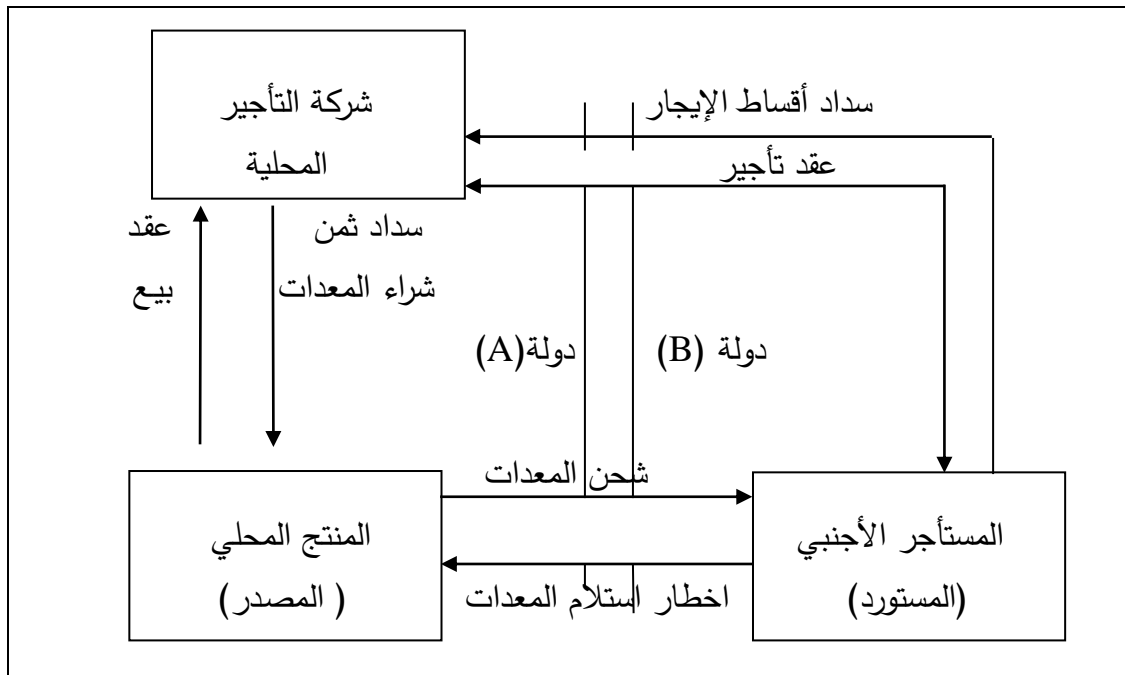 شركة التأجير
المحلية
سداد أقساط الإيجار
عقد تأجير
سداد ثمن
شراء المعدات
عقد
بيع
دولة (B)
دولة(A)
شحن المعدات
المنتج المحلي
( المصدر)
المستأجر الأجنبي
(المستورد)
اخطار استلام المعدات